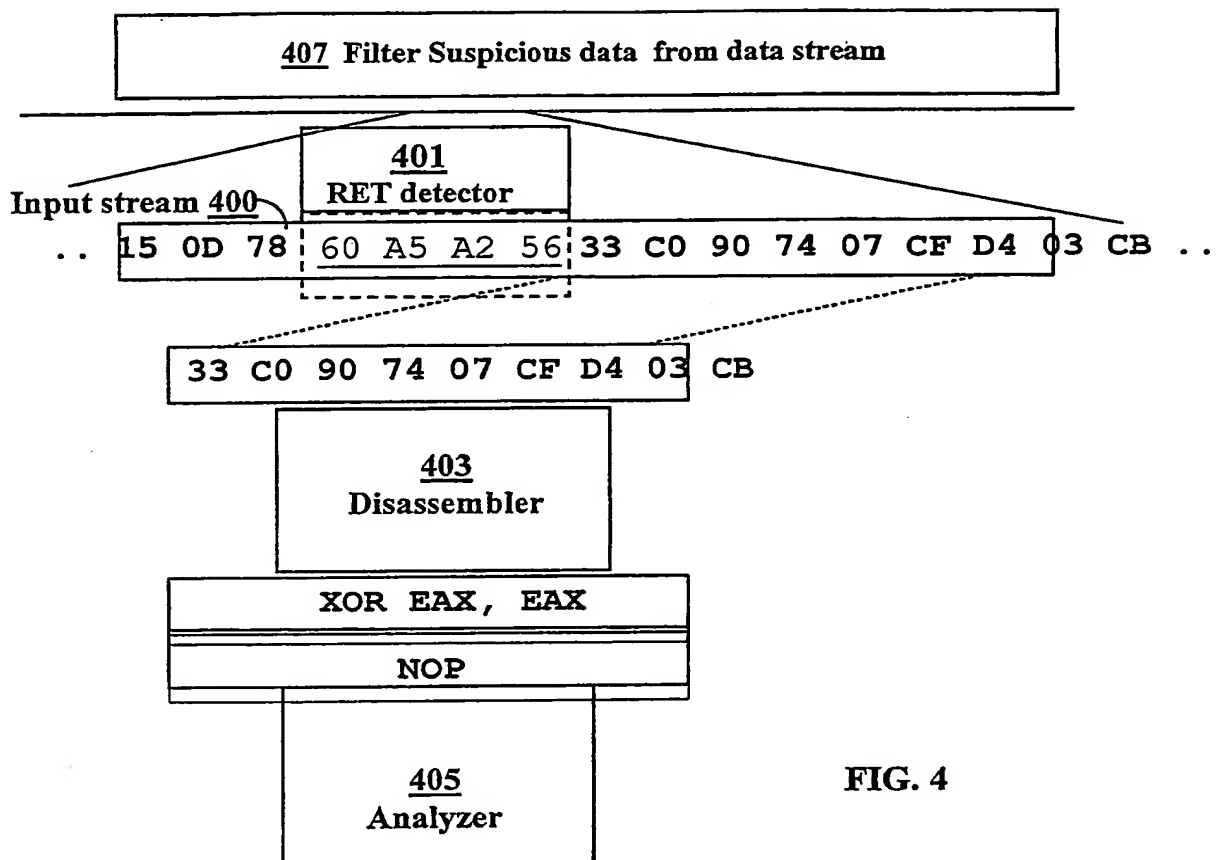 407 Filter Suspicious data from data stream
401
RET detector
Input stream 400
.. 15 0D 78 60 A5 A2 56 33 C0 90 74 07 CF D4 03 CB ..
33 C0 90 74 07 CF D4 03 CB
403
Disassembler
XOR EAX, EAX
NOP
405
Analyzer
FIG. 4